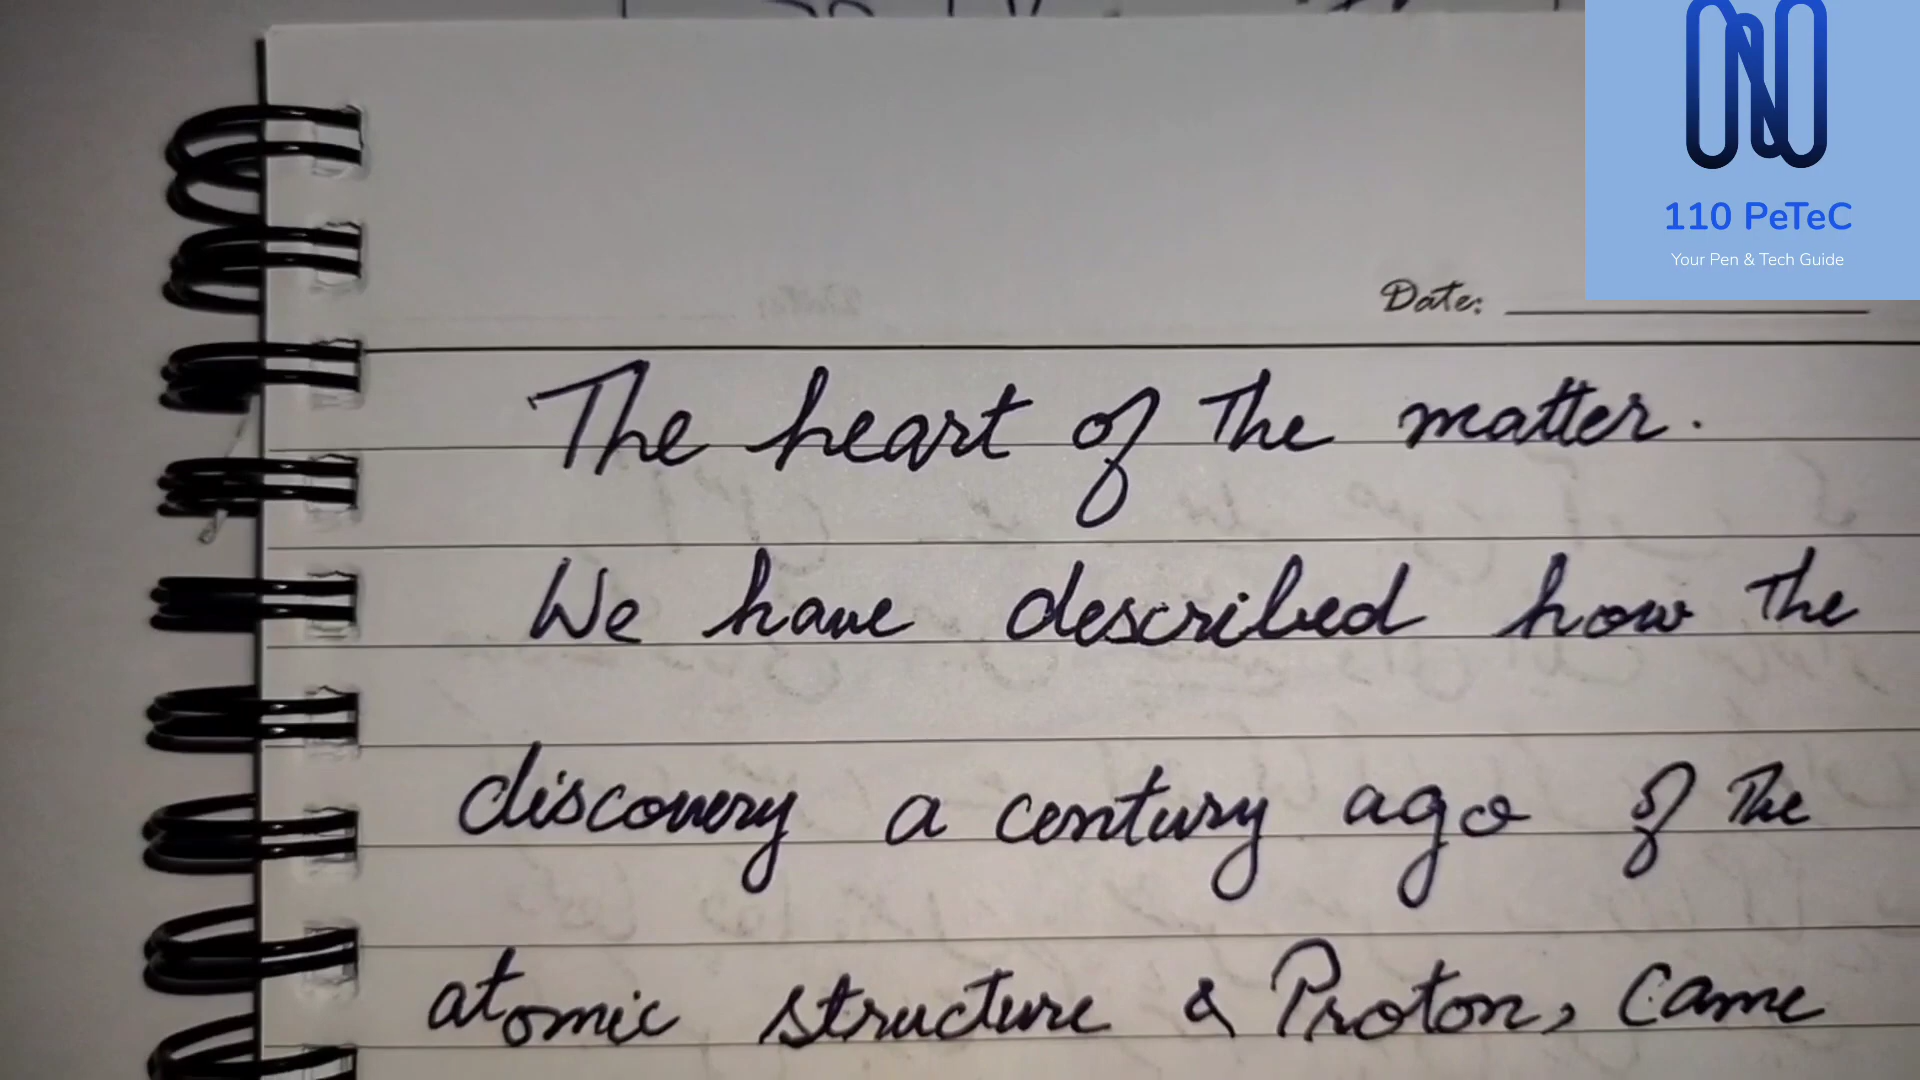 110 PeTeC
Your Pen & Tech Guide
Date:
The heart of the matter.
We have described how the
discovery a century ago of the
atomic structure & Proton, came